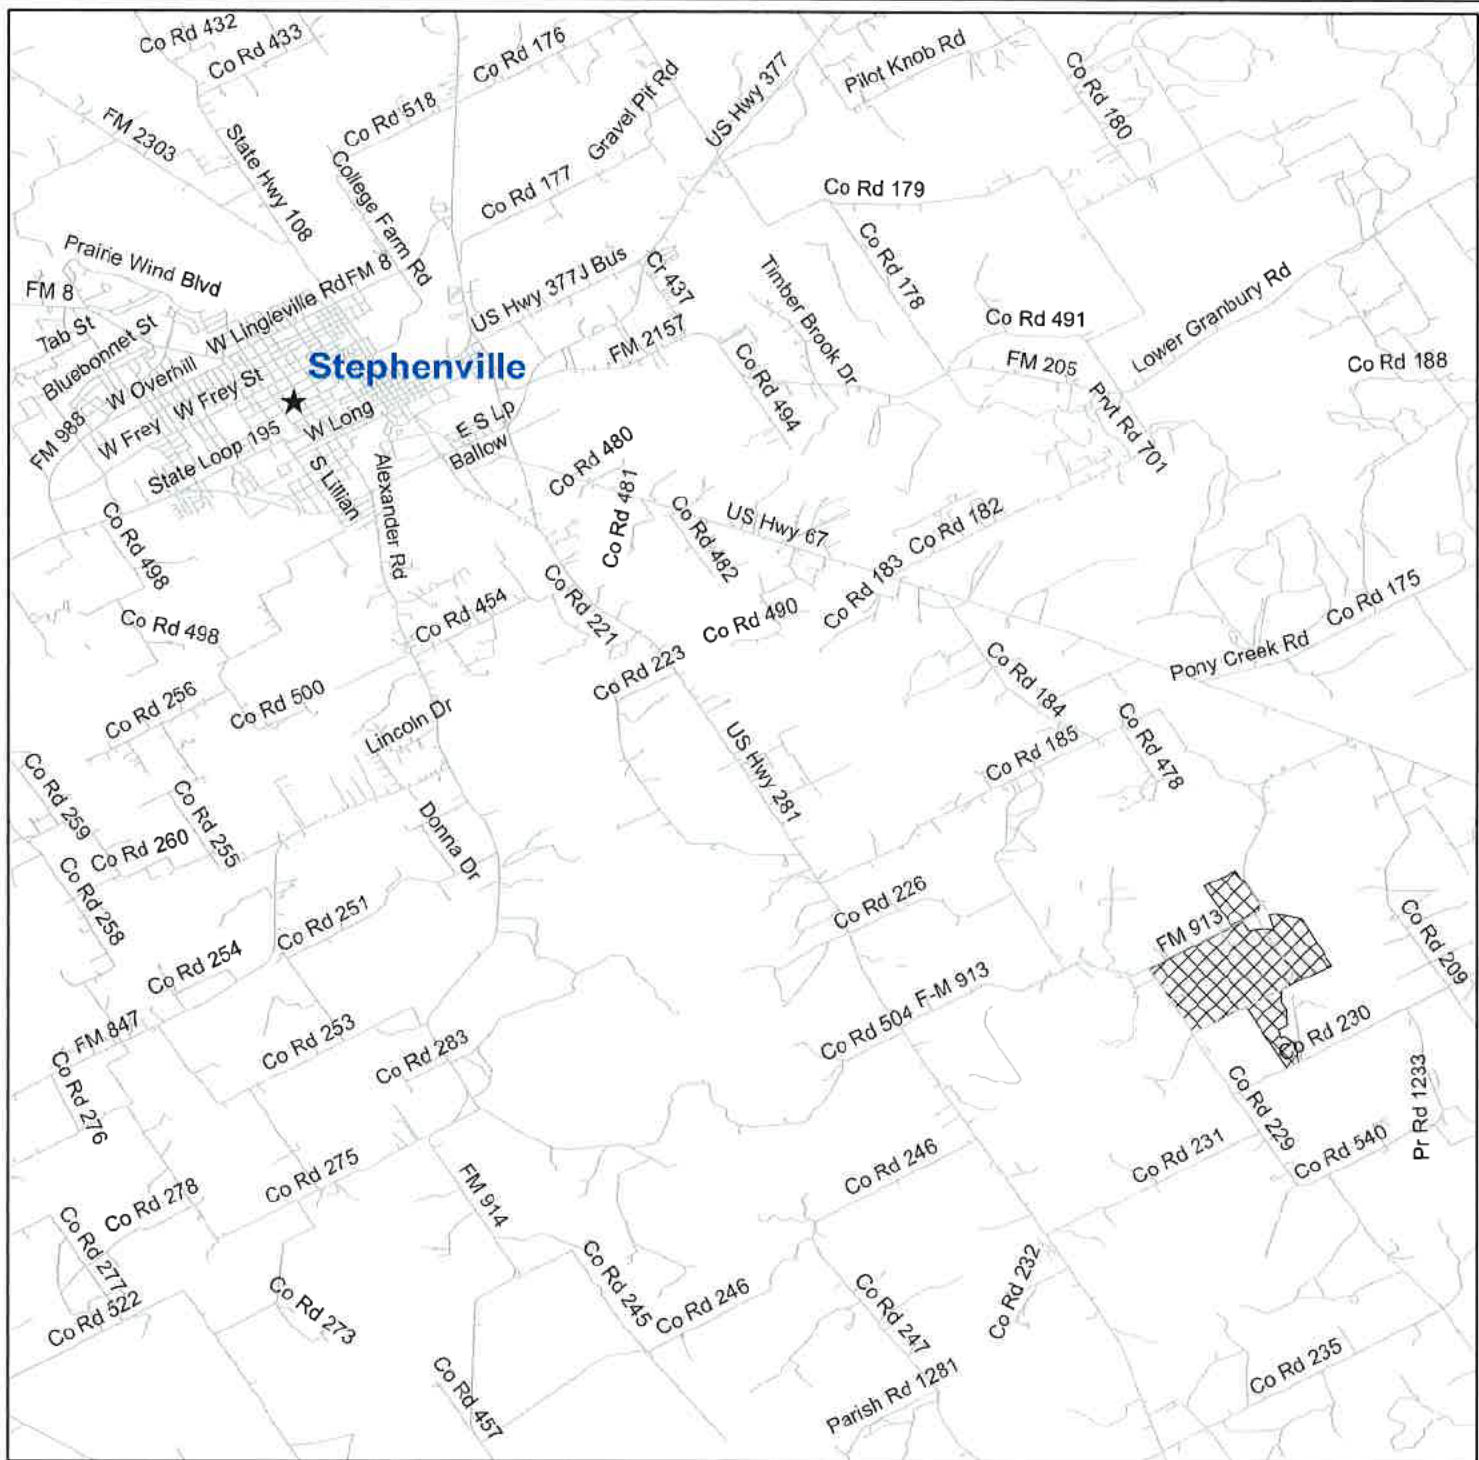 Co Rd 432
Co Rd 433
Co Rd 176
US Hwy 377
Pilot Knob Rd
Co Rd 180
FM 2303
State Hwy 108
Co Rd 518
College Farm Rd
Gravel Pit Rd
Co Rd 177
Co Rd 179
Co Rd 178
Prairie Wind Blvd
FM 8
FM 8
W Lingleville Rd
US Hwy 377J Bus
Cr 437
Timber Brook Dr
Co Rd 491
Lower Granbury Rd
Tab St
Bluebonnet St
W Overhill
W Frey St
Stephenville
FM 2157
Co Rd 494
FM 205
Prvt Rd 701
Co Rd 188
FM 988
W Frey
State Loop 195
W Long
S Lillian
Alexander Rd
E S Lp
Ballow
Co Rd 480
Co Rd 481
Co Rd 482
US Hwy 67
Co Rd 182
Co Rd 183
Co Rd 498
Co Rd 498
Co Rd 454
Co Rd 221
Co Rd 223
Co Rd 490
Co Rd 175
Pony Creek Rd
Co Rd 184
Co Rd 256
Co Rd 500
Lincoln Dr
US Hwy 281
Co Rd 185
Co Rd 478
Co Rd 259
Co Rd 255
Co Rd 260
Donna Dr
Co Rd 258
Co Rd 251
Co Rd 254
Co Rd 226
FM 913
Co Rd 209
F-M 913
Co Rd 504
Co Rd 230
FM 847
Co Rd 253
Co Rd 283
Co Rd 276
Co Rd 229
Pr Rd 1233
Co Rd 540
Co Rd 231
Co Rd 246
Co Rd 275
Co Rd 278
FM 914
Co Rd 277
Co Rd 522
Co Rd 273
Co Rd 245
Co Rd 246
Co Rd 247
Co Rd 232
Co Rd 235
Co Rd 457
Parish Rd 1281